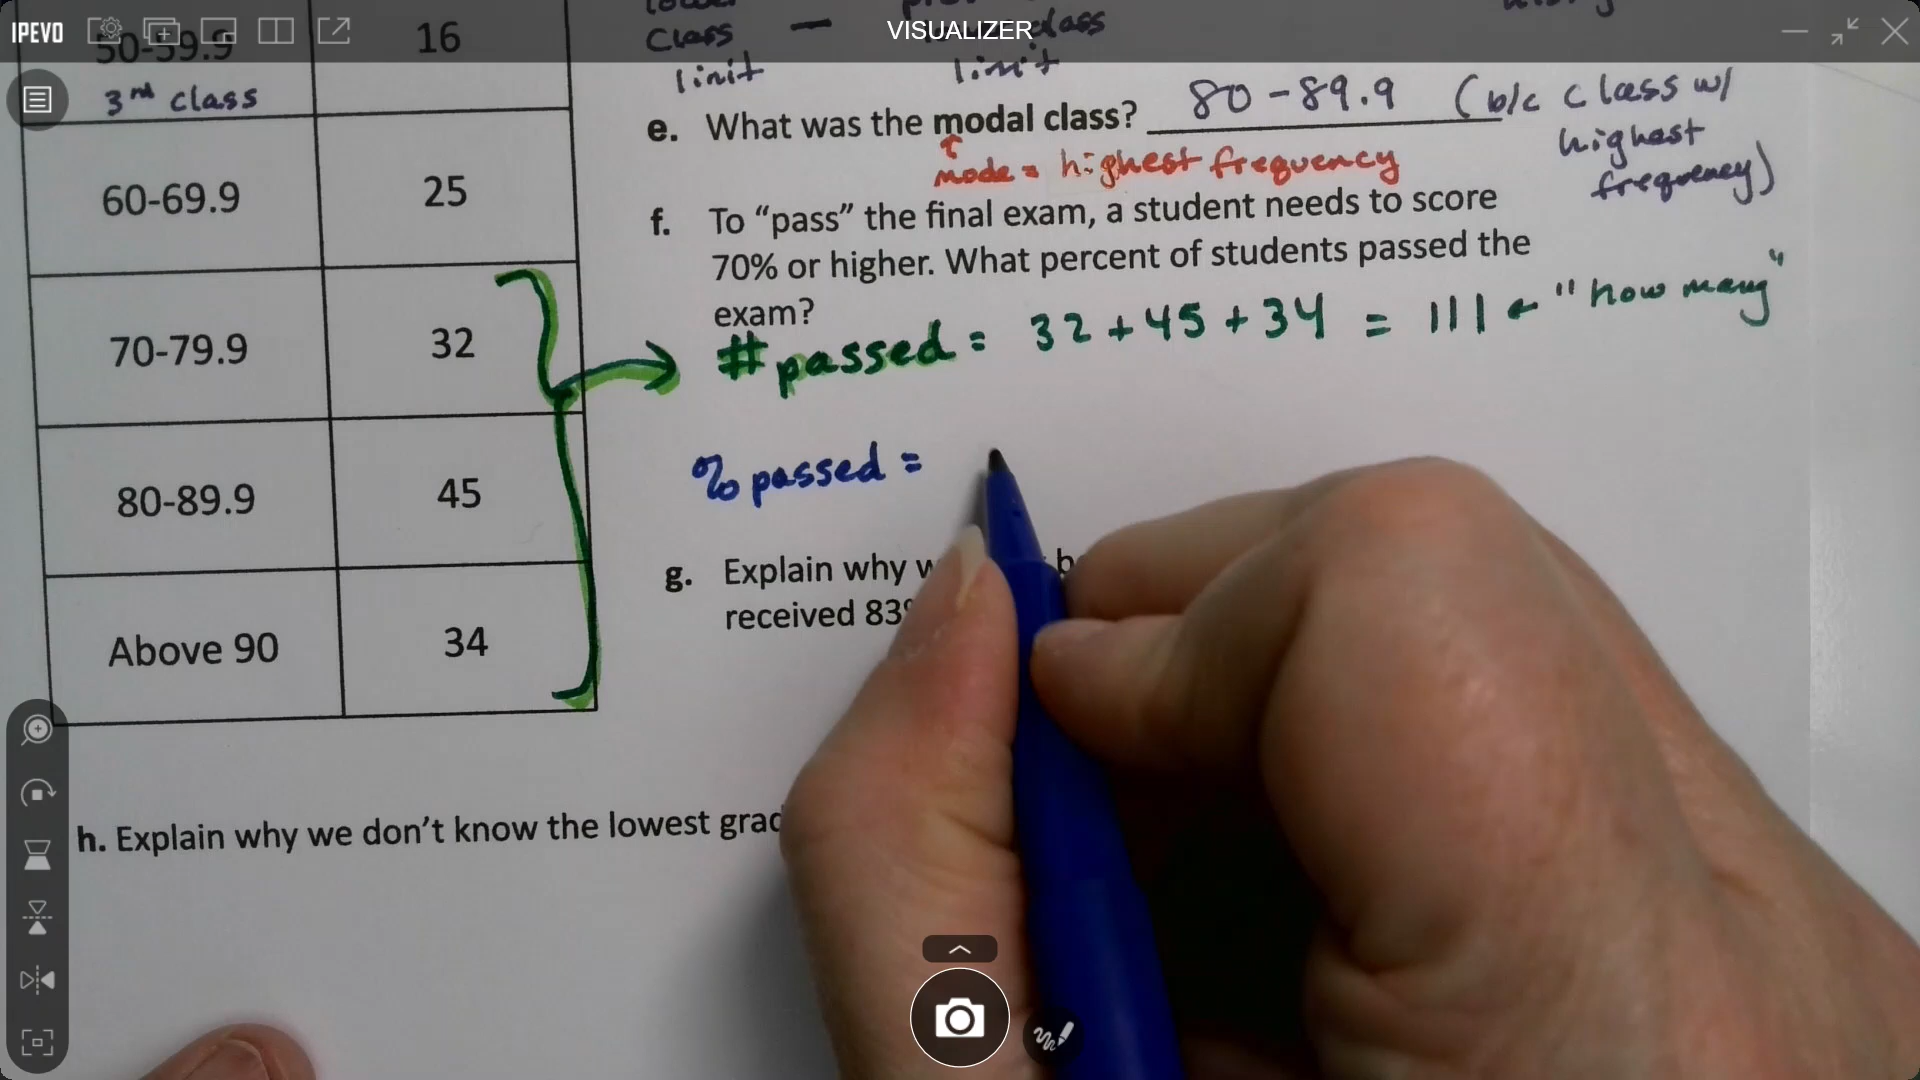 IPEVO
VISUALIZER
50-59.9 16
3rd class
lower
class —
limit
class
limit
60-69.9 25
70-79.9 32
80-89.9 45
Above 90 34
e. What was the modal class? 80-89.9 (b/c class w/
highest
frequency)
mode = highest frequency
f. To “pass” the final exam, a student needs to score
70% or higher. What percent of students passed the
exam?
# passed = 32 + 45 + 34 = 111 ← "how many"
% passed =
g. Explain why
received 83
h. Explain why we don’t know the lowest